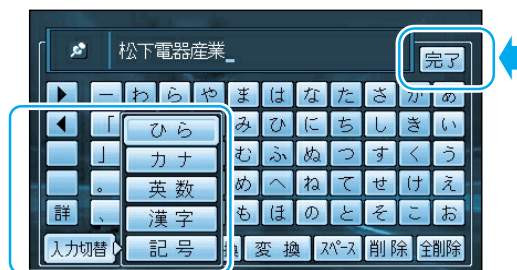 松下電器産業_
完了
ー わ ら や ま は な た さ か あ
「 ひら み ひ に ち し き い
」 カナ む ふ ぬ つ す く う
。 英数 め へ ね て せ け え
詳 、 漢字 も ほ の と そ こ お
入力切替 記号 変換 スペース 削除 全削除